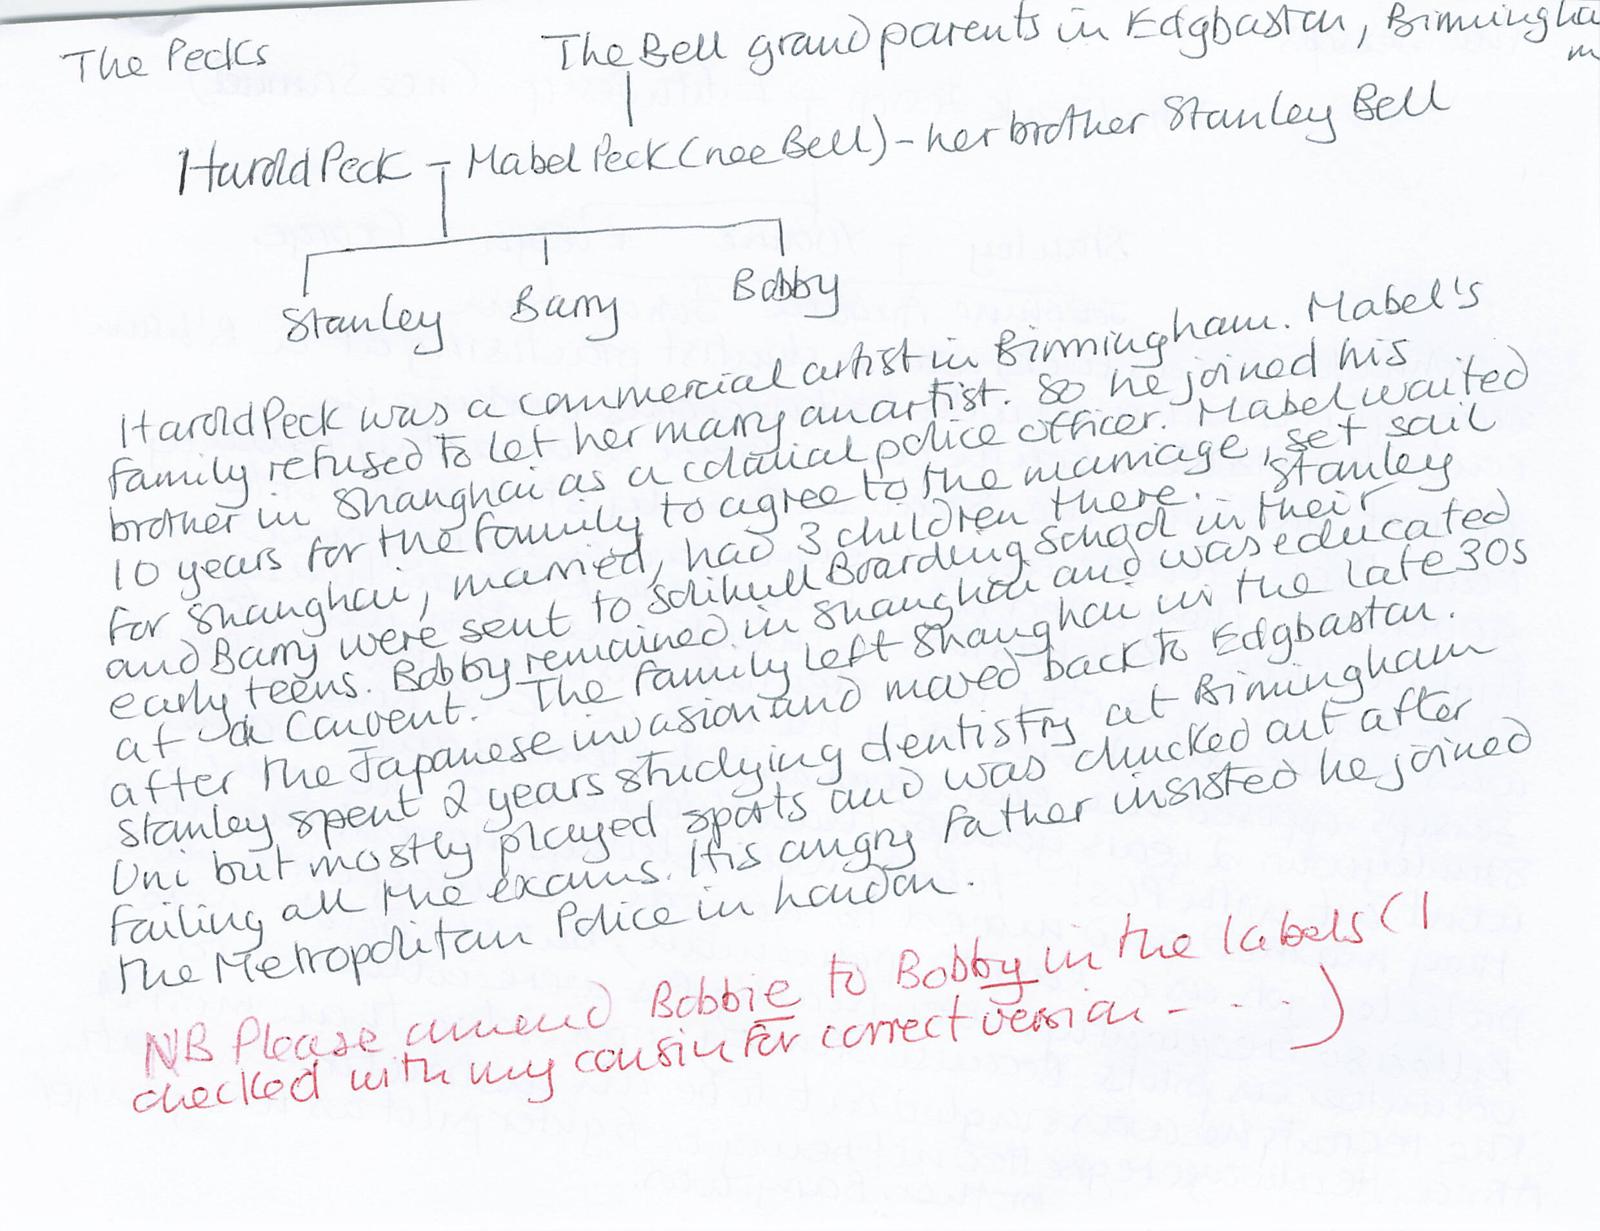 The Pecks
The Bell grandparents in Edgbaston, Birmingham
Harold Peck - Mabel Peck (nee Bell) - her brother Stanley Bell
Stanley Barry Bobby
Harold Peck was a commercial artist in Birmingham. Mabel's
family refused to let her marry an artist. So he joined his
brother in Shanghai as a colonial police officer. Mabel waited
10 years for the family to agree to the marriage, set sail
for Shanghai, married, had 3 children there. Stanley
and Barry were sent to Solihull Boarding School in their
early teens. Bobby remained in Shanghai and was educated
at a Convent. The family left Shanghai in the late 30s
after the Japanese invasion and moved back to Edgbaston.
Stanley spent 2 years studying dentistry at Birmingham
Uni but mostly played sports and was chucked out after
failing all the exams. His angry father insisted he joined
the Metropolitan Police in London.
NB Please amend Bobbie to Bobby in the labels (I
checked with my cousin for correct version - - - -)